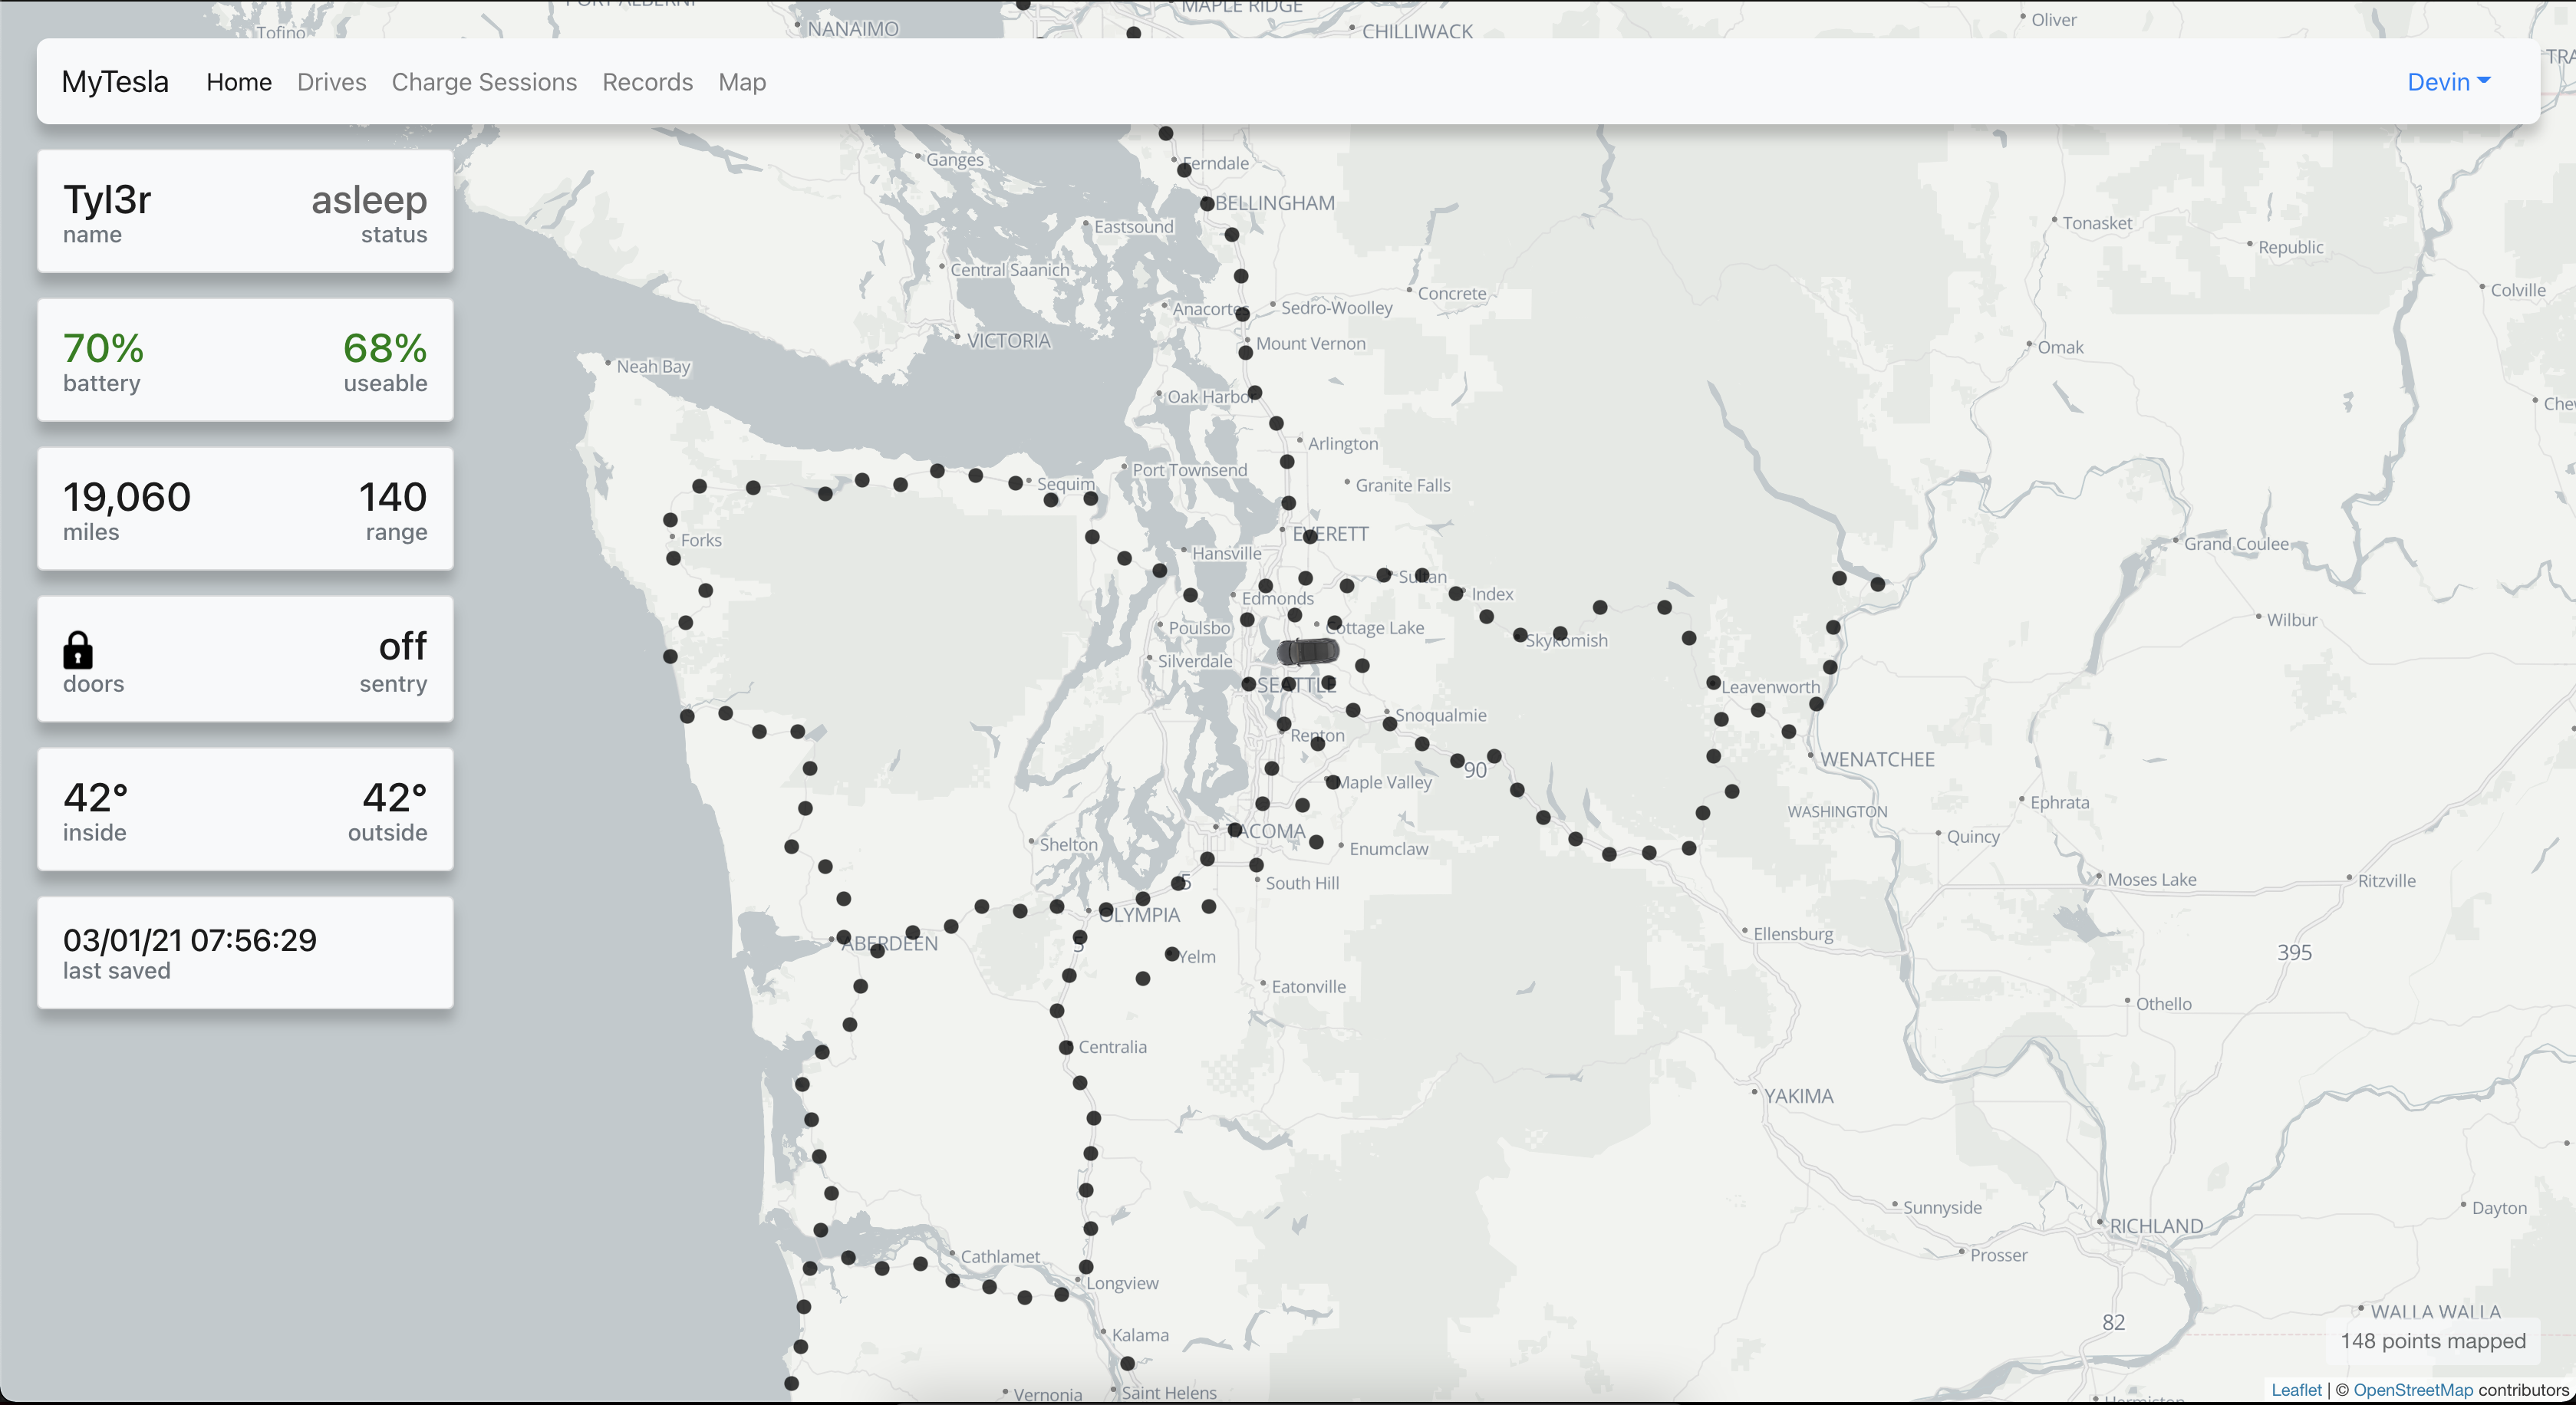 PORT ALBERNI
MAPLE RIDGE
Tofino
NANAIMO
CHILLIWACK
Oliver
MyTesla Home Drives Charge Sessions Records Map Devin
Tyl3r asleep
name status
70% 68%
battery useable
19,060 140
miles range
off
doors sentry
42° 42°
inside outside
03/01/21 07:56:29
last saved
Ganges
Ferndale
BELLINGHAM
Eastsound
Tonasket
Republic
Central Saanich
Concrete
Colville
Anacortes
Sedro-Woolley
VICTORIA
Mount Vernon
Omak
Neah Bay
Oak Harbor
Arlington
Port Townsend
Sequim
Granite Falls
EVERETT
Forks
Hansville
Grand Coulee
Sultan
Edmonds
Index
Poulsbo
Cottage Lake
Skykomish
Wilbur
Silverdale
SEATTLE
Leavenworth
Snoqualmie
Renton
WENATCHEE
90
Maple Valley
Ephrata
WASHINGTON
TACOMA
Quincy
Shelton
Enumclaw
5
South Hill
Moses Lake
Ritzville
OLYMPIA
Ellensburg
ABERDEEN
5
Yelm
395
Eatonville
Othello
Centralia
YAKIMA
Sunnyside
Dayton
RICHLAND
Cathlamet
Prosser
Longview
WALLA WALLA
82
Kalama
148 points mapped
Vernonia
Saint Helens
Leaflet | © OpenStreetMap contributors